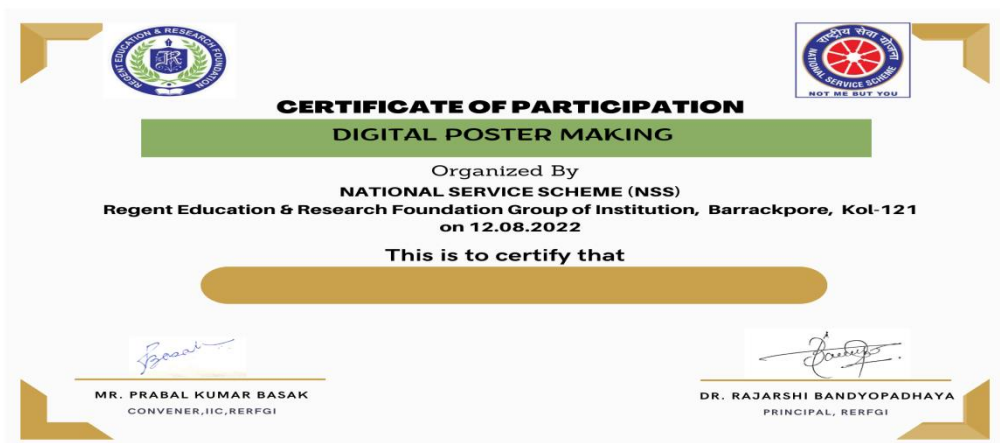 REGENT EDUCATION & RESEARCH FOUNDATION
राष्ट्रीय सेवा योजना
NATIONAL SERVICE SCHEME
NOT ME BUT YOU
CERTIFICATE OF PARTICIPATION
DIGITAL POSTER MAKING
Organized By
NATIONAL SERVICE SCHEME (NSS)
Regent Education & Research Foundation Group of Institution, Barrackpore, Kol-121
on 12.08.2022
This is to certify that
Basak
MR. PRABAL KUMAR BASAK
CONVENER,IIC,RERFGI
DR. RAJARSHI BANDYOPADHAYA
PRINCIPAL, RERFGI